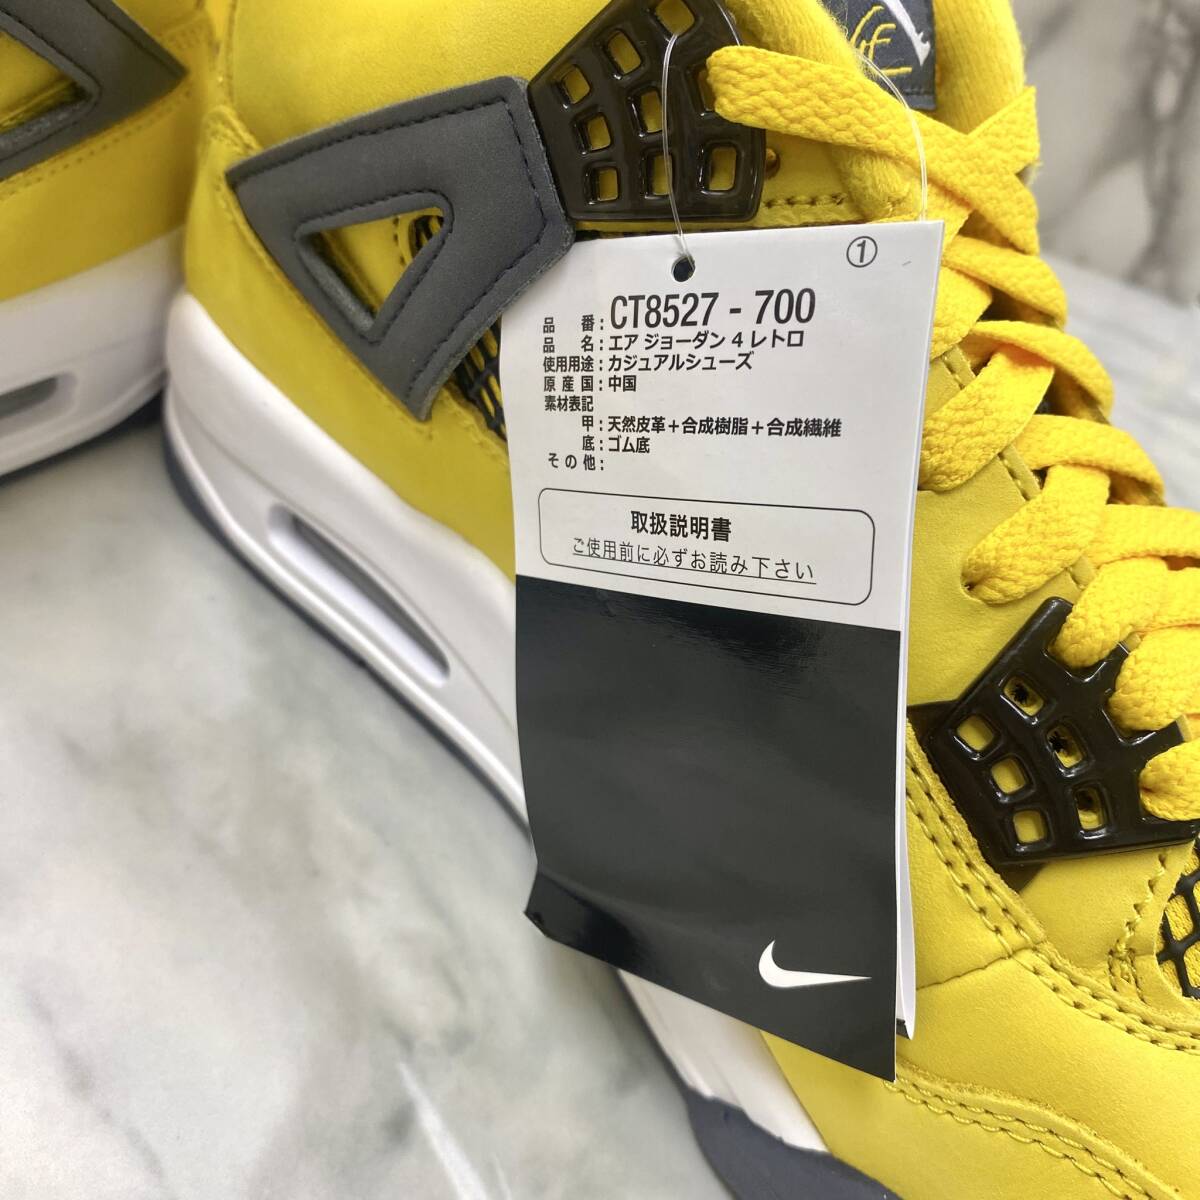 ①
品番:CT8527 - 700
品名:エア ジョーダン 4 レトロ
使用用途:カジュアルシューズ
原産国:中国
素材表記
甲:天然皮革+合成樹脂+合成繊維
底:ゴム底
その他:
取扱説明書
ご使用前に必ずお読み下さい